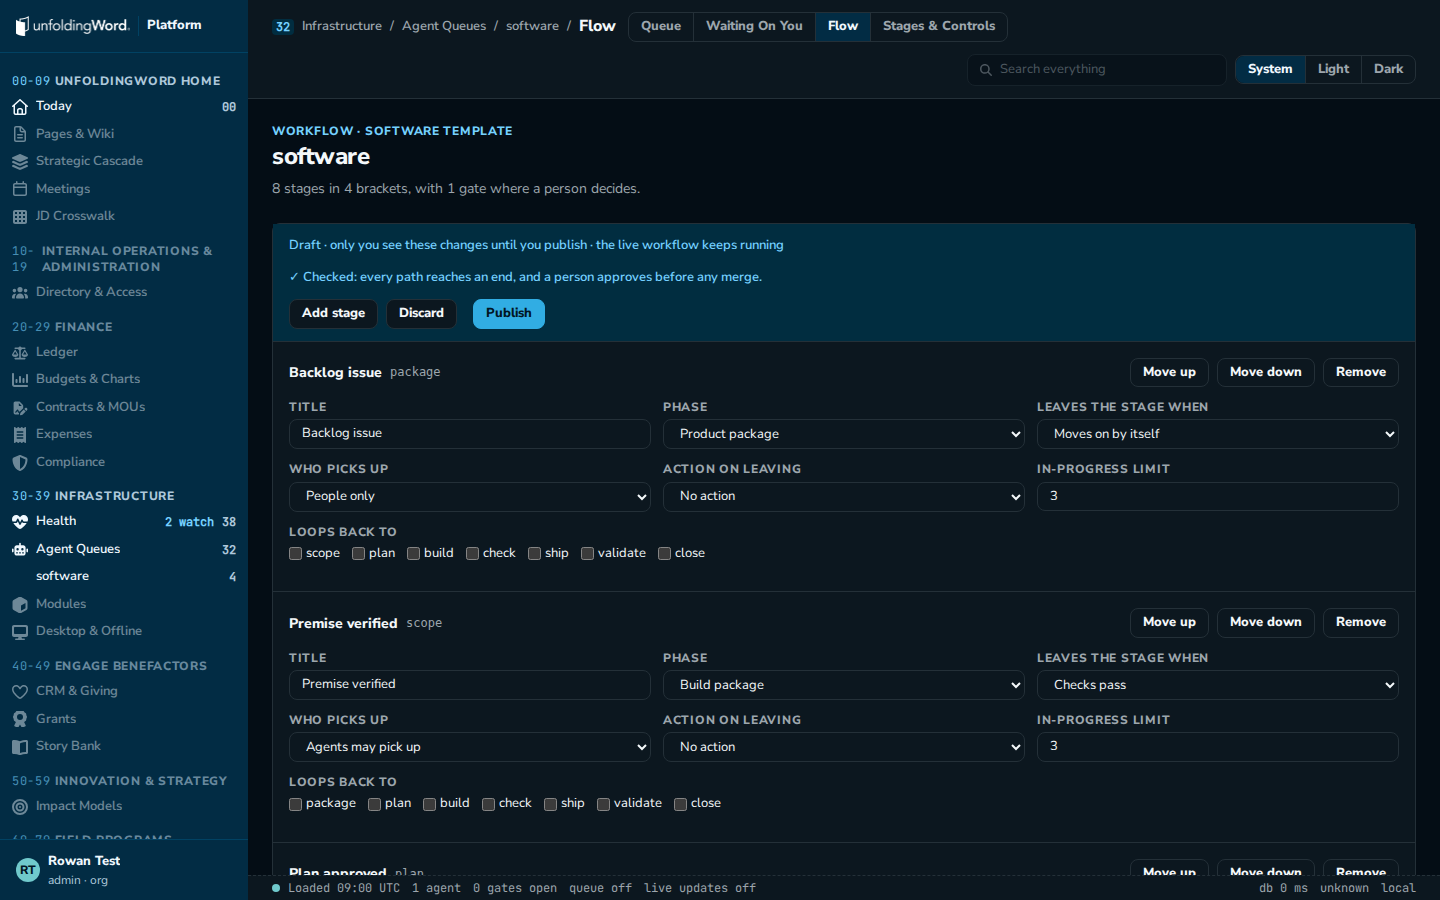 unfoldingWord Platform
00-09 UNFOLDINGWORD HOME
Today 00
Pages & Wiki
Strategic Cascade
Meetings
JD Crosswalk
10-19 INTERNAL OPERATIONS & ADMINISTRATION
Directory & Access
20-29 FINANCE
Ledger
Budgets & Charts
Contracts & MOUs
Expenses
Compliance
30-39 INFRASTRUCTURE
Health 2 watch 38
Agent Queues 32
software 4
Modules
Desktop & Offline
40-49 ENGAGE BENEFACTORS
CRM & Giving
Grants
Story Bank
50-59 INNOVATION & STRATEGY
Impact Models
60-70 FIELD PROGRAMS
RT Rowan Test
admin · org
32 Infrastructure / Agent Queues / software / Flow
Queue Waiting On You Flow Stages & Controls
Search everything
System Light Dark
WORKFLOW · SOFTWARE TEMPLATE
software
8 stages in 4 brackets, with 1 gate where a person decides.
Draft · only you see these changes until you publish · the live workflow keeps running
✓ Checked: every path reaches an end, and a person approves before any merge.
Add stage Discard Publish
Backlog issue package Move up Move down Remove
TITLE PHASE LEAVES THE STAGE WHEN
Backlog issue Product package Moves on by itself
WHO PICKS UP ACTION ON LEAVING IN-PROGRESS LIMIT
People only No action 3
LOOPS BACK TO
scope plan build check ship validate close
Premise verified scope Move up Move down Remove
TITLE PHASE LEAVES THE STAGE WHEN
Premise verified Build package Checks pass
WHO PICKS UP ACTION ON LEAVING IN-PROGRESS LIMIT
Agents may pick up No action 3
LOOPS BACK TO
package plan build check ship validate close
Plan approved plan Move up Move down Remove
Loaded 09:00 UTC 1 agent 0 gates open queue off live updates off db 0 ms unknown local